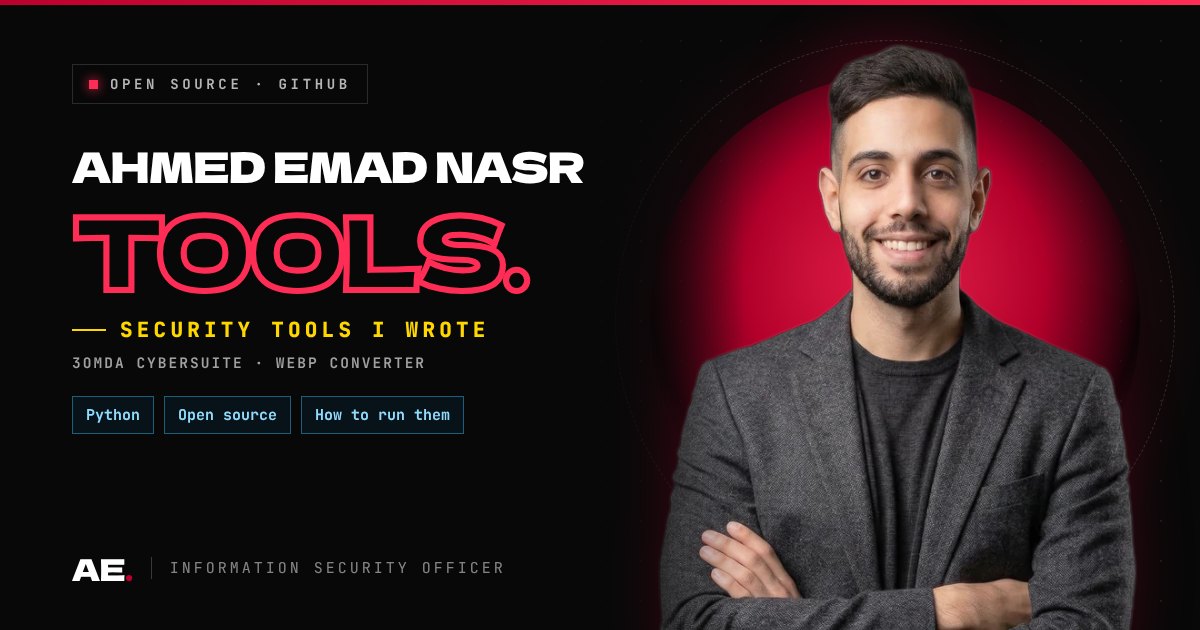 OPEN SOURCE · GITHUB
AHMED EMAD NASR
TOOLS.
SECURITY TOOLS I WROTE
3OMDA CYBERSUITE · WEBP CONVERTER
Python
Open source
How to run them
AE.
INFORMATION SECURITY OFFICER